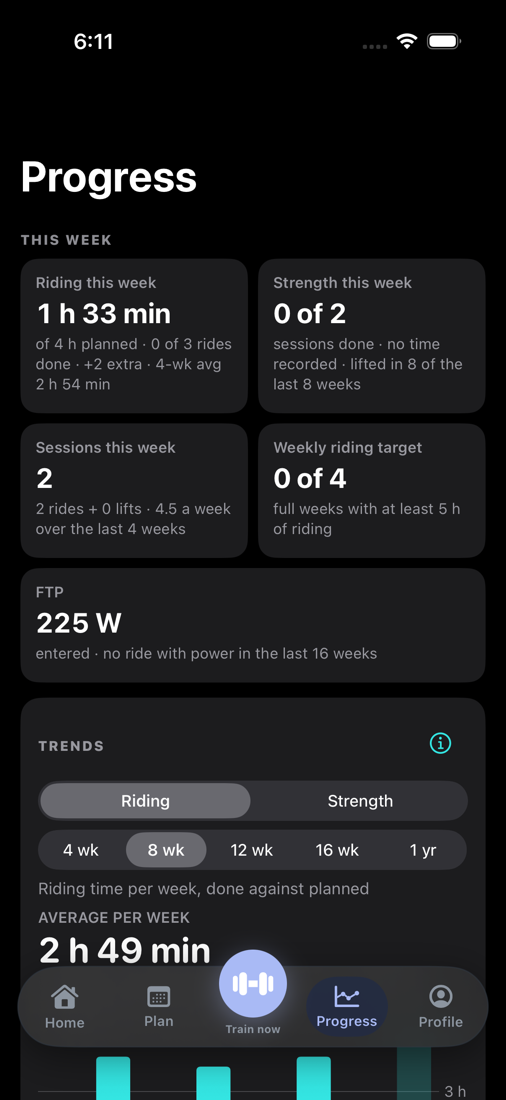 6:11
Progress
THIS WEEK
Riding this week
1 h 33 min
of 4 h planned · 0 of 3 rides
done · +2 extra · 4-wk avg
2 h 54 min
Strength this week
0 of 2
sessions done · no time
recorded · lifted in 8 of the
last 8 weeks
Sessions this week
2
2 rides + 0 lifts · 4.5 a week
over the last 4 weeks
Weekly riding target
0 of 4
full weeks with at least 5 h
of riding
FTP
225 W
entered · no ride with power in the last 16 weeks
TRENDS
Riding
Strength
4 wk
8 wk
12 wk
16 wk
1 yr
Riding time per week, done against planned
AVERAGE PER WEEK
2 h 49 min
Home
Plan
Train now
Progress
Profile
3 h